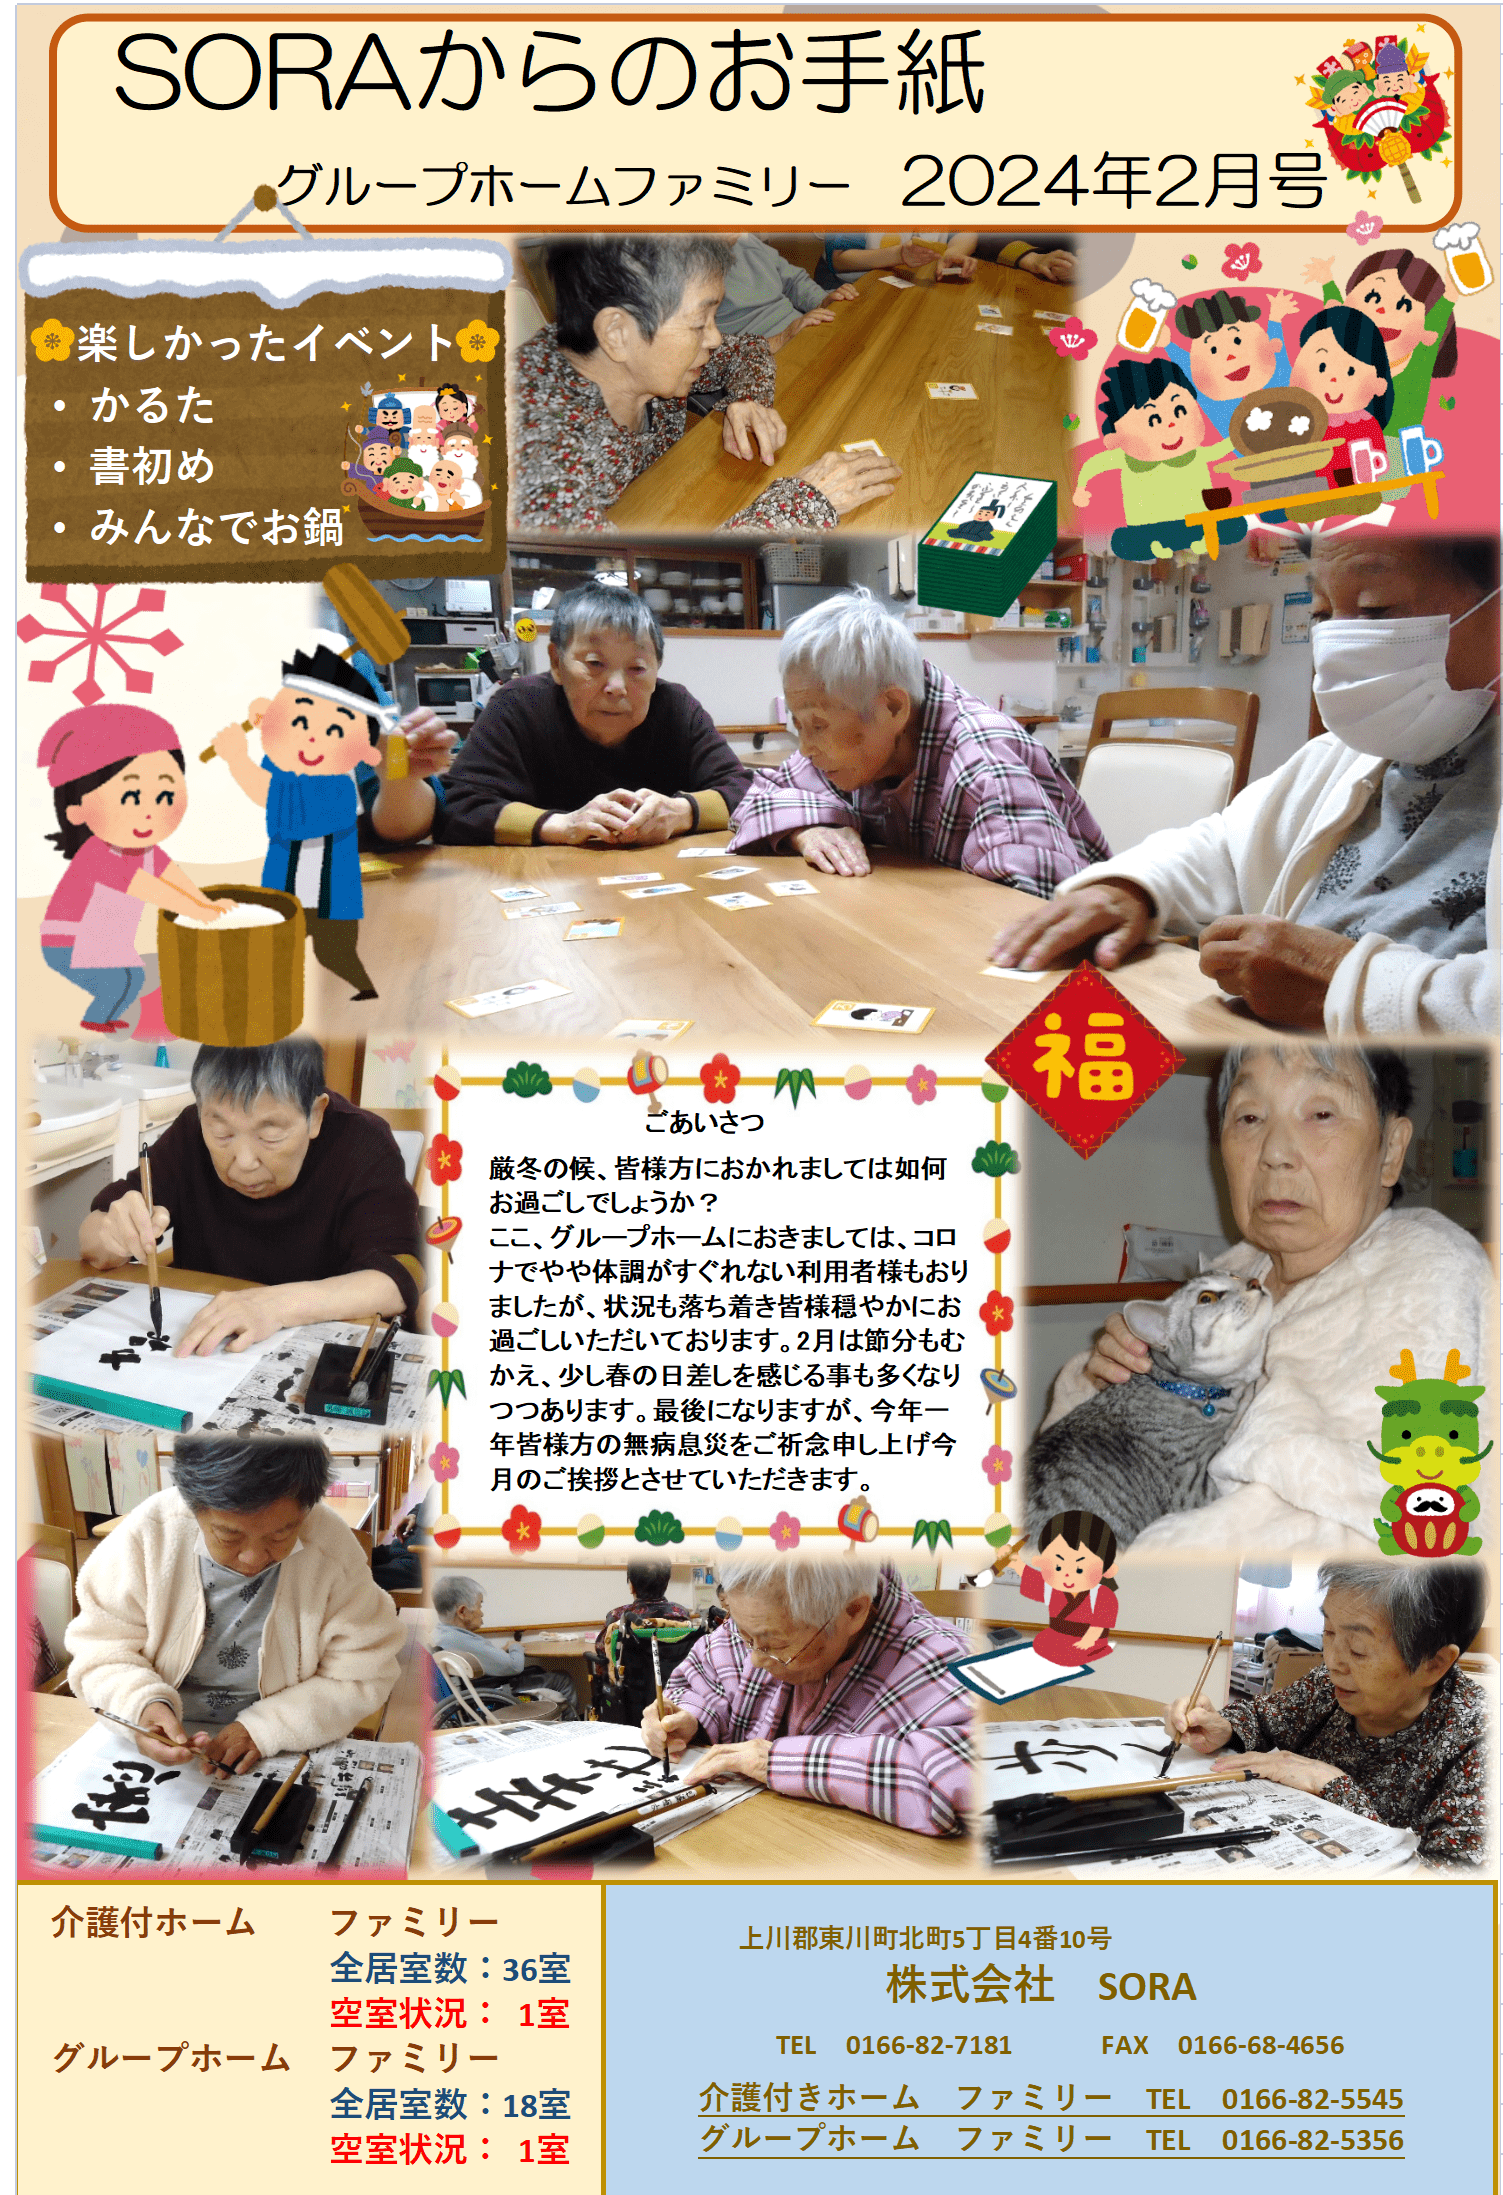 SORAからのお手紙
グループホームファミリー　2024年2月号
楽しかったイベント
・ かるた
・ 書初め
・ みんなでお鍋
福
ごあいさつ
厳冬の候、皆様方におかれましては如何
お過ごしでしょうか？
ここ、グループホームにおきましては、コロ
ナでやや体調がすぐれない利用者様もおり
ましたが、状況も落ち着き皆様穏やかにお
過ごしいただいております。2月は節分もむ
かえ、少し春の日差しを感じる事も多くなり
つつあります。最後になりますが、今年一
年皆様方の無病息災をご祈念申し上げ今
月のご挨拶とさせていただきます。
介護付ホーム　ファミリー
全居室数：36室
空室状況： 1室
グループホーム　ファミリー
全居室数：18室
空室状況： 1室
上川郡東川町北町5丁目4番10号
株式会社　SORA
TEL　0166-82-7181　FAX　0166-68-4656
介護付きホーム　ファミリー　TEL　0166-82-5545
グループホーム　ファミリー　TEL　0166-82-5356